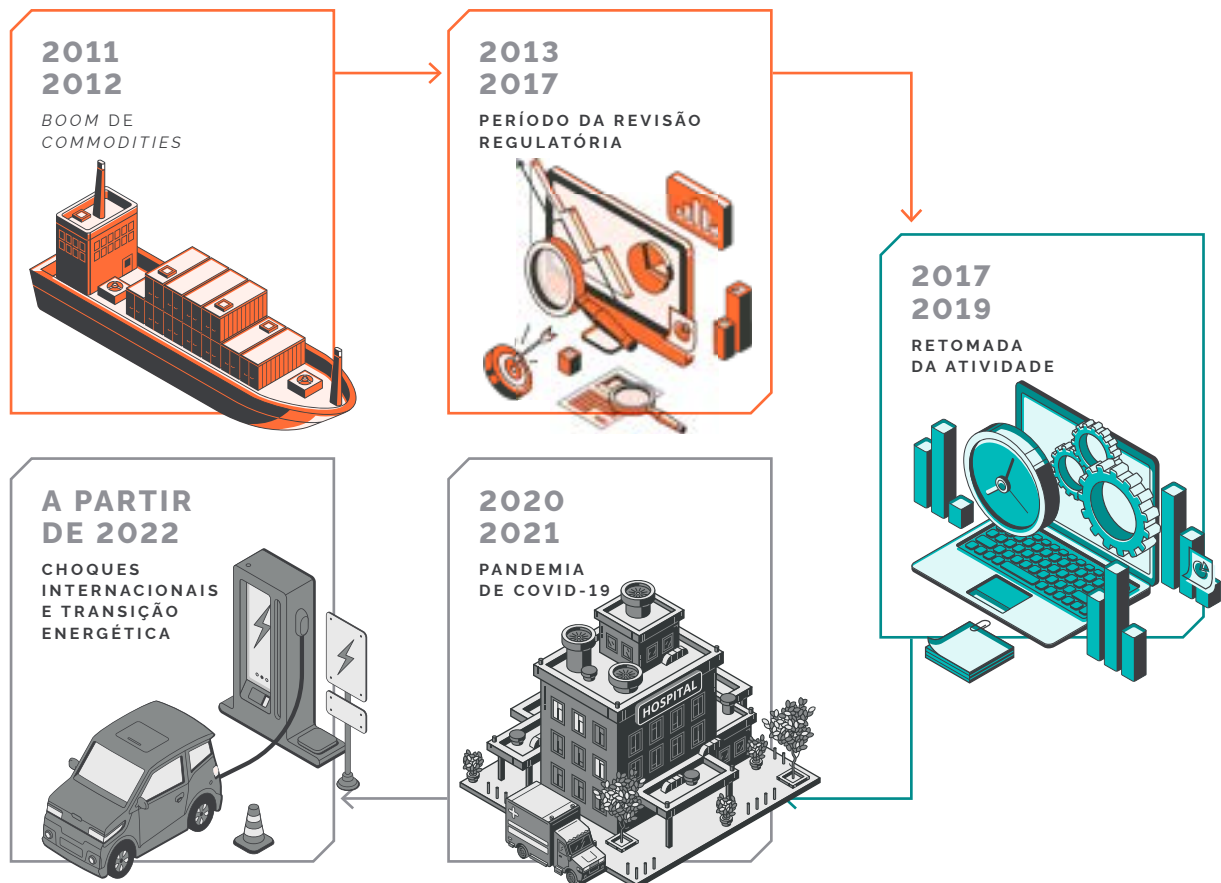 2011
2012
BOOM DE
COMMODITIES
2013
2017
PERÍODO DA REVISÃO
REGULATÓRIA
2017
2019
RETOMADA
DA ATIVIDADE
2020
2021
PANDEMIA
DE COVID-19
HOSPITAL
A PARTIR
DE 2022
CHOQUES
INTERNACIONAIS
E TRANSIÇÃO
ENERGÉTICA